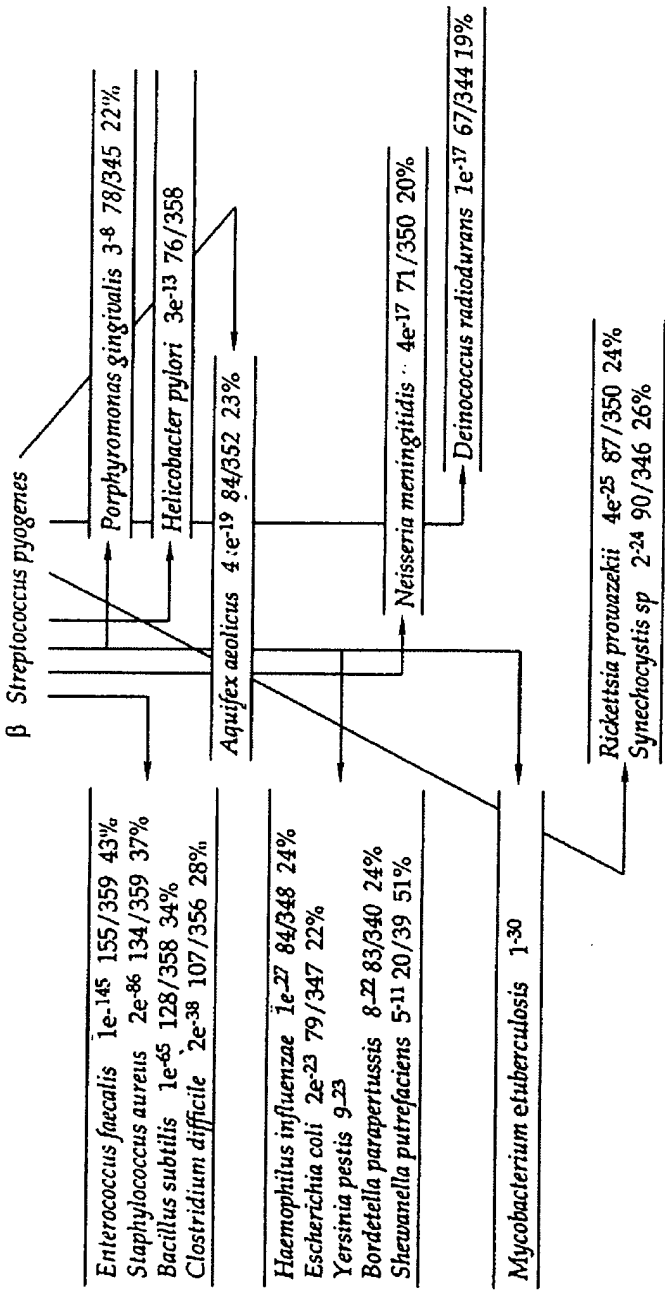 β Streptococcus pyogenes
Enterococcus faecalis 1e-145 155/359 43%
Staphylococcus aureus 2e-86 134/359 37%
Bacillus subtilis 1e-65 128/358 34%
Clostridium difficile 2e-38 107/356 28%
Porphyromonas gingivalis 3-8 78/345 22%
Helicobacter pylori 3e-13 76/358
Aquifex aeolicus 4:e-19 84/352 23%
Haemophilus influenzae 1e-27 84/348 24%
Escherichia coli 2e-23 79/347 22%
Yersinia pestis 9-23
Bordetella parapertussis 8-22 83/340 24%
Shewanella putrefaciens 5-11 20/39 51%
Neisseria meningitidis 4e-17 71/350 20%
Deinococcus radiodurans 1e-17 67/344 19%
Mycobacterium etuberculosis 1-30
Rickettsia prowazekii 4e-25 87/350 24%
Synechocystis sp 2-24 90/346 26%